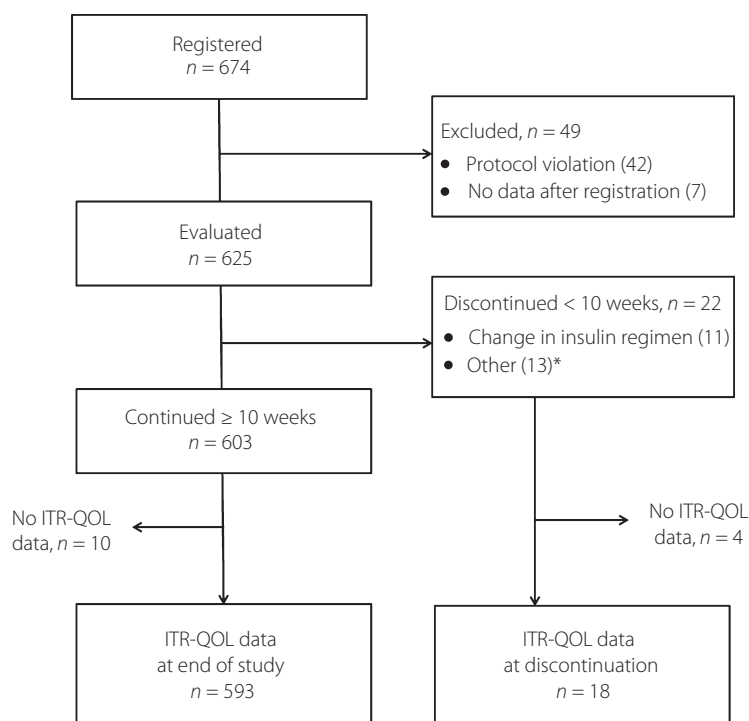 Registered
n = 674
Excluded, n = 49
• Protocol violation (42)
• No data after registration (7)
Evaluated
n = 625
Discontinued < 10 weeks, n = 22
• Change in insulin regimen (11)
• Other (13)*
Continued ≥ 10 weeks
n = 603
No ITR-QOL
data, n = 10
No ITR-QOL
data, n = 4
ITR-QOL data
at end of study
n = 593
ITR-QOL data
at discontinuation
n = 18